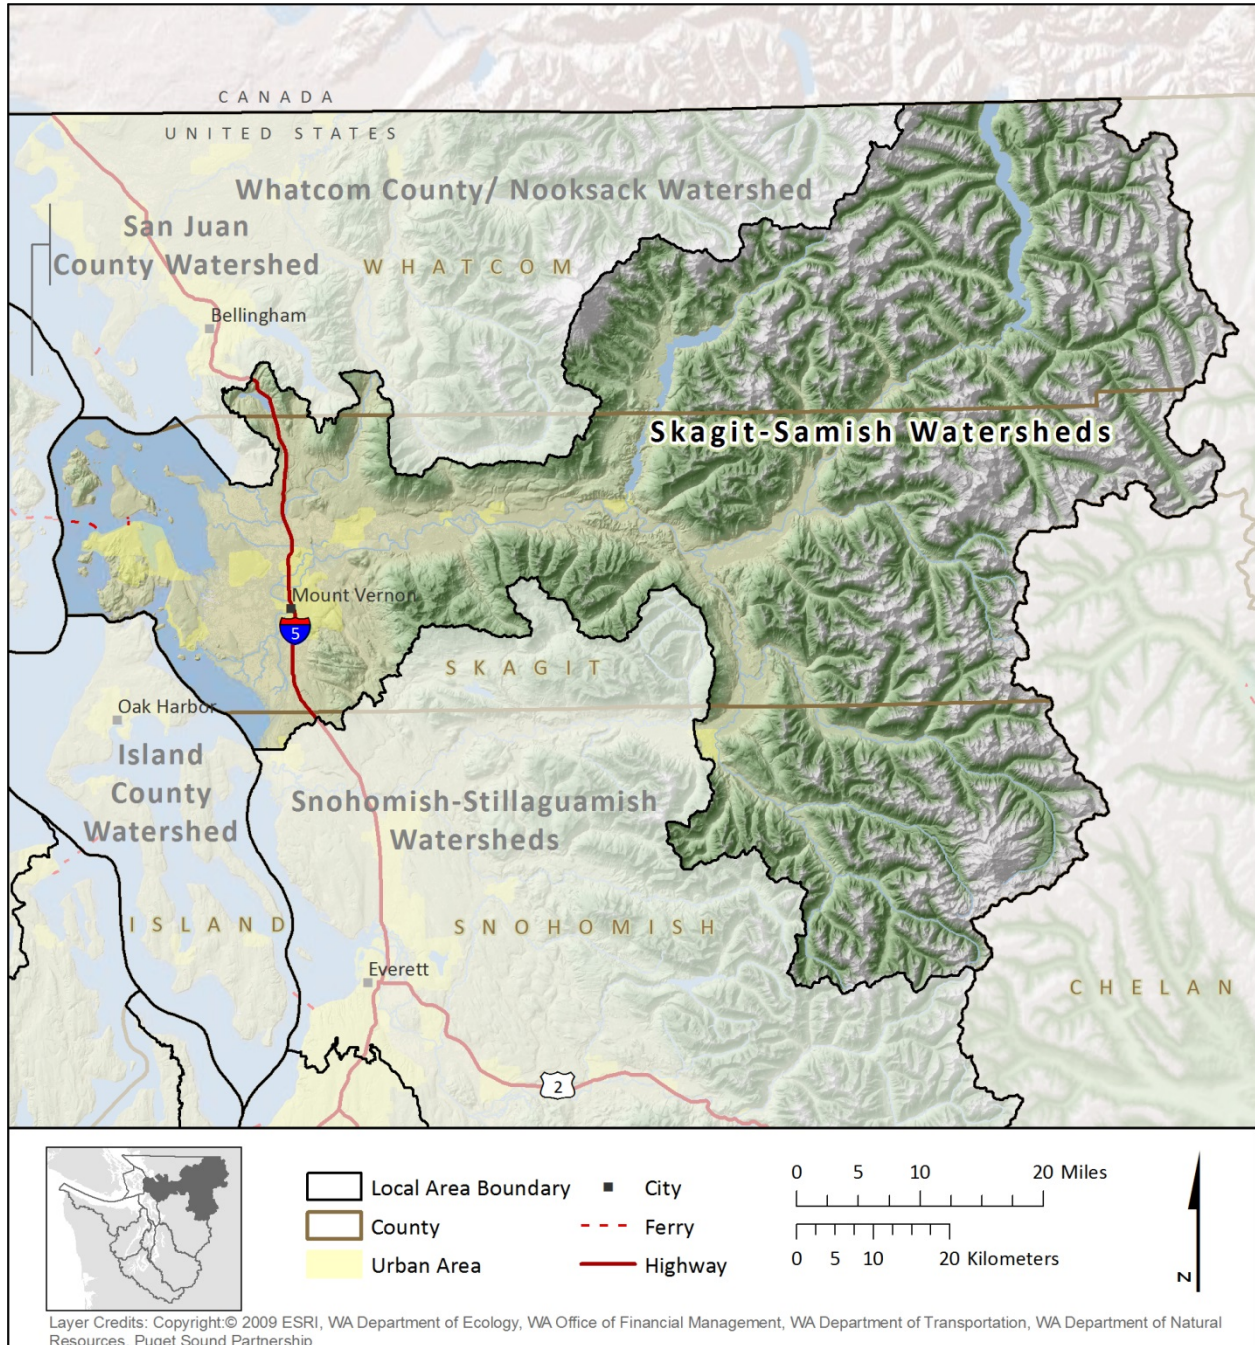 CANADA
UNITED STATES
Whatcom County/ Nooksack Watershed
San Juan
County Watershed
WHATCOM
Bellingham
Skagit-Samish Watersheds
Mount Vernon
5
SKAGIT
Oak Harbor
Island
County
Watershed
Snohomish-Stillaguamish
Watersheds
ISLAND
SNOHOMISH
Everett
CHELAN
2
Local Area Boundary
County
Urban Area
City
Ferry
Highway
0 5 10 20 Miles
0 5 10 20 Kilometers
N
Layer Credits: Copyright:© 2009 ESRI, WA Department of Ecology, WA Office of Financial Management, WA Department of Transportation, WA Department of Natural
Resources, Puget Sound Partnership